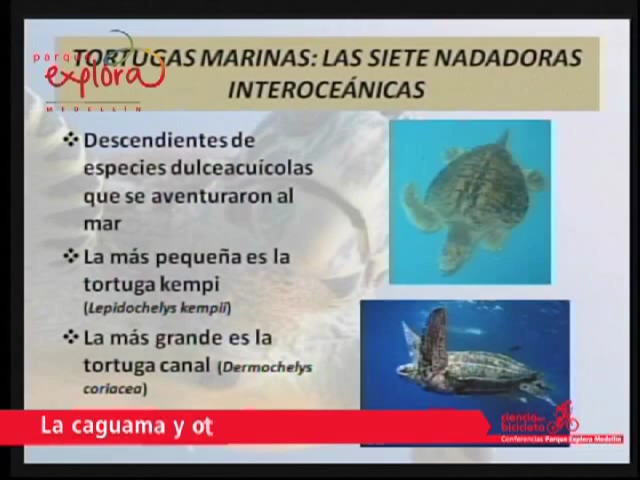 TORTUGAS MARINAS: LAS SIETE NADADORAS
INTEROCEÁNICAS
parque
explora
MEDELLÍN
❖ Descendientes de
especies dulceacuícolas
que se aventuraron al
mar
❖ La más pequeña es la
tortuga kempi
(Lepidochelys kempii)
❖ La más grande es la
tortuga canal (Dermochelys
coriacea)
La caguama y ot
ciencia en
bicicleta
Conferencias Parque Explora Medellín